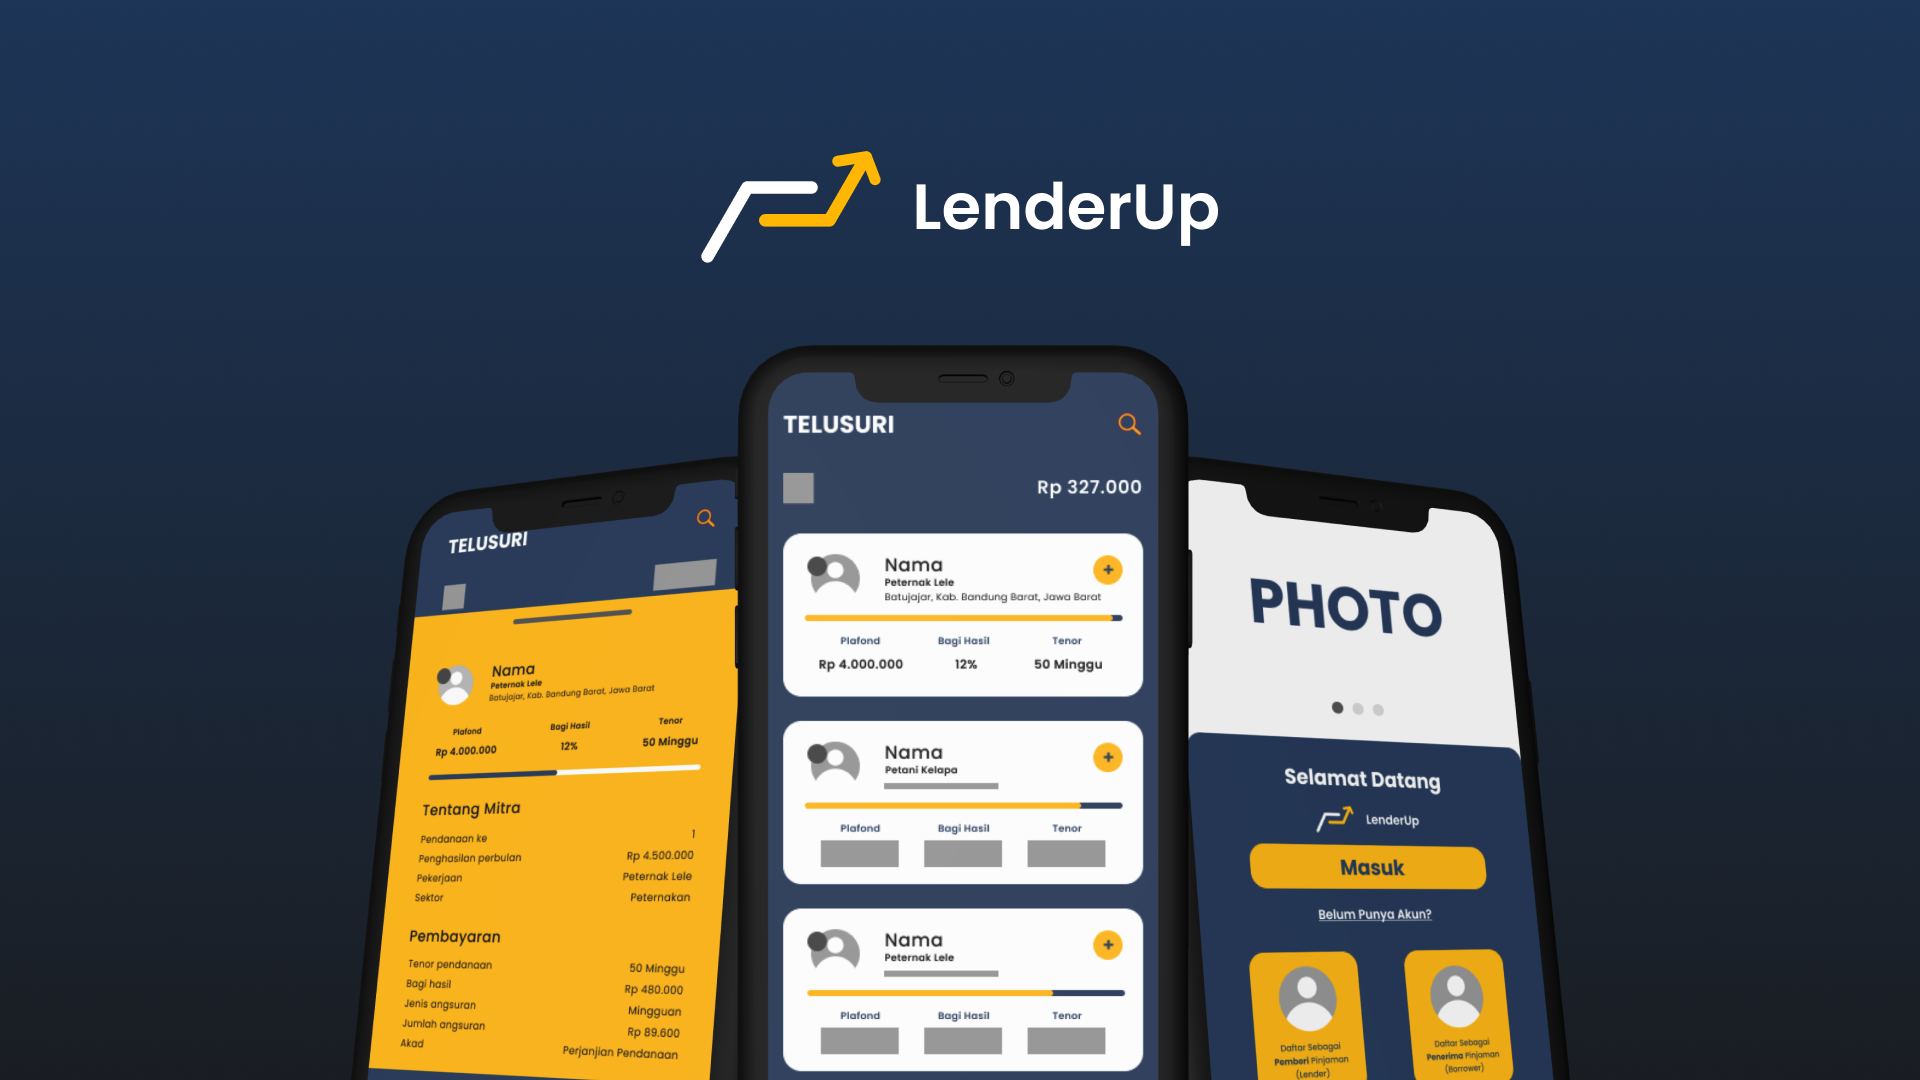 LenderUp
TELUSURI
Nama
Peternak Lele
Batujajar, Kab. Bandung Barat, Jawa Barat
Plafond Bagi Hasil Tenor
Rp 4.000.000 12% 50 Minggu
Tentang Mitra
Pendanaan ke 1
Penghasilan perbulan Rp 4.500.000
Pekerjaan Peternak Lele
Sektor Peternakan
Pembayaran
Tenor pendanaan 50 Minggu
Bagi hasil Rp 480.000
Jenis angsuran Mingguan
Jumlah angsuran Rp 89.600
Akad Perjanjian Pendanaan
TELUSURI
Rp 327.000
Nama
Peternak Lele
Batujajar, Kab. Bandung Barat, Jawa Barat
Plafond Bagi Hasil Tenor
Rp 4.000.000 12% 50 Minggu
Nama
Petani Kelapa
Plafond Bagi Hasil Tenor
Nama
Peternak Lele
Plafond Bagi Hasil Tenor
PHOTO
Selamat Datang
LenderUp
Masuk
Belum Punya Akun?
Daftar Sebagai
Pemberi Pinjaman
(Lender)
Daftar Sebagai
Penerima Pinjaman
(Borrower)